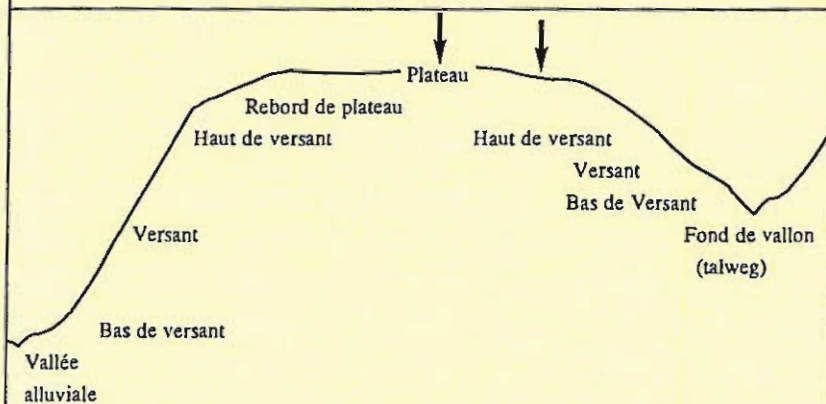 Plateau
Rebord de plateau
Haut de versant
Haut de versant
Versant
Bas de Versant
Versant
Fond de vallon
(talweg)
Bas de versant
Vallée
alluviale